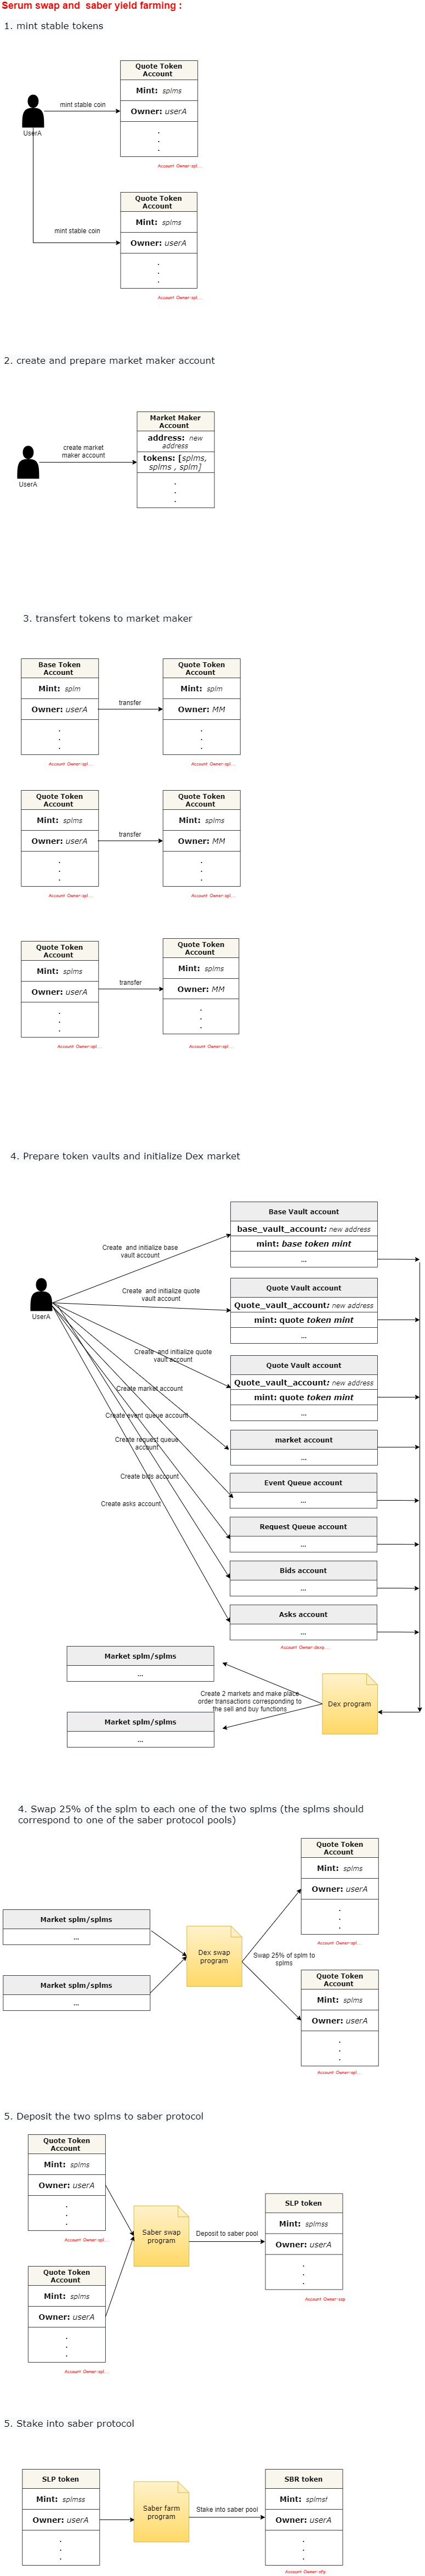 Serum swap and saber yield farming :
1. mint stable tokens
Quote Token
Account
Mint: splms
Owner: userA
.
.
.
Account Owner-spl...
mint stable coin
UserA
mint stable coin
Quote Token
Account
Mint: splms
Owner: userA
.
.
.
Account Owner-spl...
2. create and prepare market maker account
create market
maker account
UserA
Market Maker
Account
address: new
address
tokens: [splms,
splms , splm]
.
.
.
3. transfert tokens to market maker
Base Token
Account
Mint: splm
Owner: userA
.
.
.
Account Owner-spl...
transfer
Quote Token
Account
Mint: splm
Owner: MM
.
.
.
Account Owner-spl...
Quote Token
Account
Mint: splms
Owner: userA
.
.
.
Account Owner-spl...
transfer
Quote Token
Account
Mint: splms
Owner: MM
.
.
.
Account Owner-spl...
Quote Token
Account
Mint: splms
Owner: userA
.
.
.
Account Owner-spl...
transfer
Quote Token
Account
Mint: splms
Owner: MM
.
.
.
Account Owner-spl...
4. Prepare token vaults and initialize Dex market
UserA
Create and initialize base
vault account
Create and initialize quote
vault account
Create and initialize quote
vault account
Create market account
Create event queue account
Create request queue
account
Create bids account
Create asks account
Base Vault account
base_vault_account: new address
mint: base token mint
...
Quote Vault account
Quote_vault_account: new address
mint: quote token mint
...
Quote Vault account
Quote_vault_account: new address
mint: quote token mint
...
market account
...
Event Queue account
...
Request Queue account
...
Bids account
...
Asks account
...
Account Owner-dexp...
Market splm/splms
...
Market splm/splms
...
Create 2 markets and make place
order transactions corresponding to
the sell and buy functions
Dex program
4. Swap 25% of the splm to each one of the two splms (the splms should
correspond to one of the saber protocol pools)
Market splm/splms
...
Market splm/splms
...
Dex swap
program
Swap 25% of splm to
splms
Quote Token
Account
Mint: splms
Owner: userA
.
.
.
Account Owner-spl...
Quote Token
Account
Mint: splms
Owner: userA
.
.
.
Account Owner-spl...
5. Deposit the two splms to saber protocol
Quote Token
Account
Mint: splms
Owner: userA
.
.
.
Account Owner-spl...
Quote Token
Account
Mint: splms
Owner: userA
.
.
.
Account Owner-spl...
Saber swap
program
Deposit to saber pool
SLP token
Mint: splmss
Owner: userA
.
.
.
Account Owner-ssp
5. Stake into saber protocol
SLP token
Mint: splmss
Owner: userA
.
.
.
Saber farm
program
Stake into saber pool
SBR token
Mint: splmsf
Owner: userA
.
.
.
Account Owner-sfp